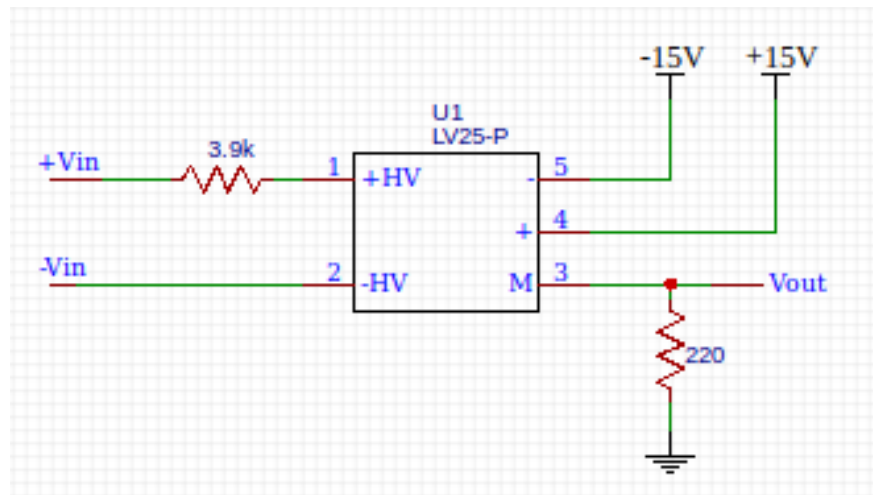 -15V +15V
U1
LV25-P
3.9k
+Vin 1 +HV - 5
+ 4
-Vin 2 -HV M 3 Vout
220